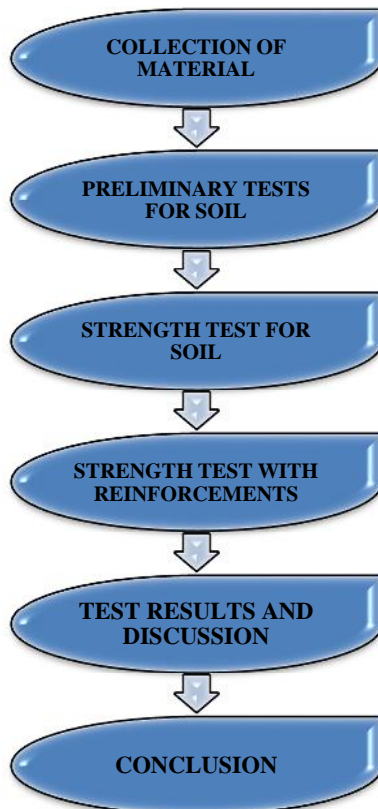 COLLECTION OF
MATERIAL
PRELIMINARY TESTS
FOR SOIL
STRENGTH TEST FOR
SOIL
STRENGTH TEST WITH
REINFORCEMENTS
TEST RESULTS AND
DISCUSSION
CONCLUSION